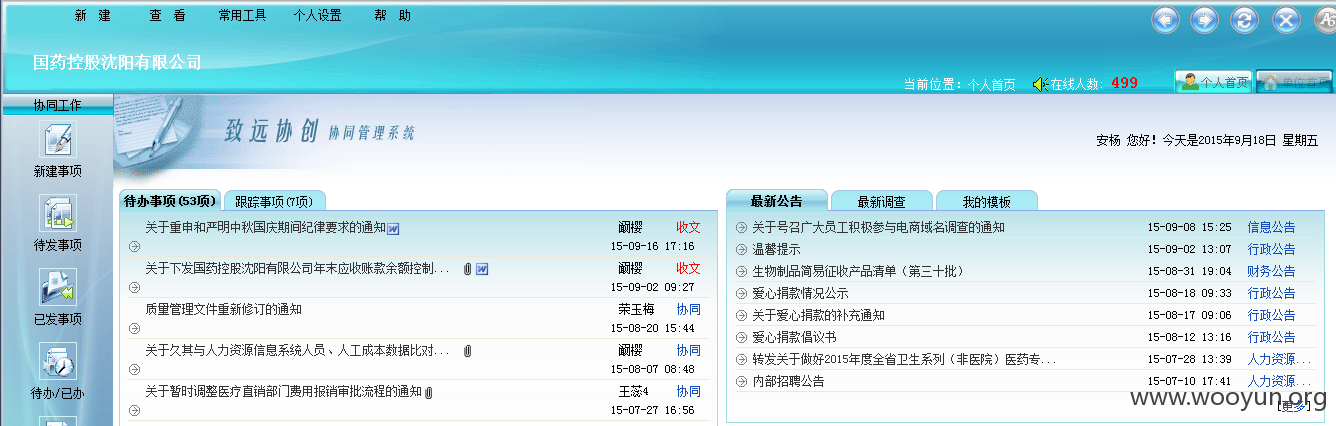 新 建 查 看 常用工具 个人设置 帮 助
国药控股沈阳有限公司
当前位置：个人首页 在线人数: 499 个人首页 单位首页
协同工作
新建事项
待发事项
已发事项
待办/已办
致远协创 协同管理系统
安杨 您好！今天是2015年9月18日 星期五
待办事项(53项) 跟踪事项(7项)
关于重申和严明中秋国庆期间纪律要求的通知 阚樱 收文
15-09-16 17:16
关于下发国药控股沈阳有限公司年末应收账款余额控制... 阚樱 收文
15-09-02 09:27
质量管理文件重新修订的通知 荣玉梅 协同
15-08-20 15:44
关于久其与人力资源信息系统人员、人工成本数据比对... 阚樱 协同
15-08-07 08:48
关于暂时调整医疗直销部门费用报销审批流程的通知 王蕊4 协同
15-07-27 16:56
最新公告 最新调查 我的模板
关于号召广大员工积极参与电商域名调查的通知 15-09-08 15:25 信息公告
温馨提示 15-09-02 13:07 行政公告
生物制品简易征收产品清单（第三十批） 15-08-31 19:04 财务公告
爱心捐款情况公示 15-08-18 09:33 行政公告
关于爱心捐款的补充通知 15-08-17 09:06 行政公告
爱心捐款倡议书 15-08-12 13:16 行政公告
转发关于做好2015年度全省卫生系列（非医院）医药专... 15-07-28 13:39 人力资源...
内部招聘公告 15-07-10 17:41 人力资源...
[更多]
www.wooyun.org